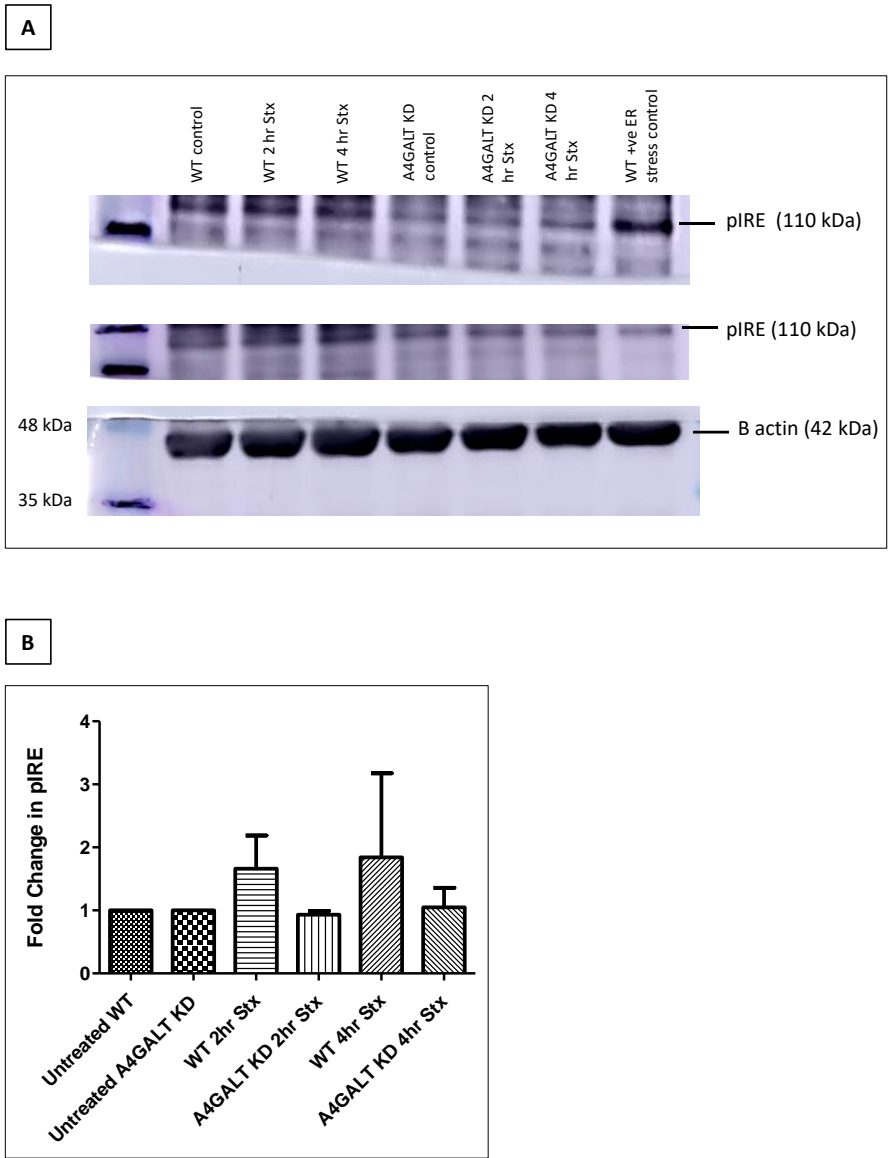 A
WT control
WT 2 hr Stx
WT 4 hr Stx
A4GALT KD
control
A4GALT KD 2
hr Stx
A4GALT KD 4
hr Stx
WT +ve ER
stress control
pIRE (110 kDa)
pIRE (110 kDa)
48 kDa
B actin (42 kDa)
35 kDa
B
Fold Change in pIRE
4
3
2
1
0
Untreated WT
Untreated A4GALT KD
WT 2hr Stx
A4GALT KD 2hr Stx
WT 4hr Stx
A4GALT KD 4hr Stx